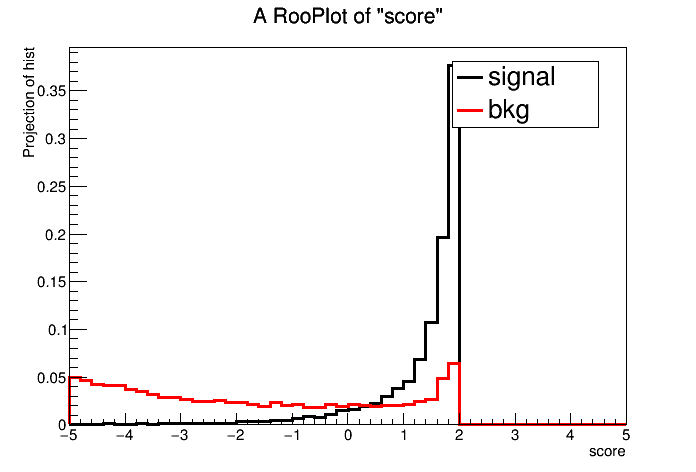 A RooPlot of "score"
Projection of hist
signal
bkg
0.35
0.3
0.25
0.2
0.15
0.1
0.05
0
−5 −4 −3 −2 −1 0 1 2 3 4 5
score